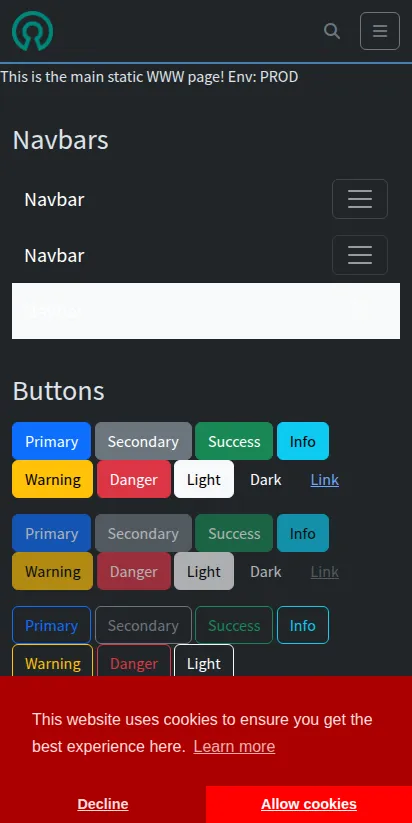 This is the main static WWW page! Env: PROD
Navbars
Navbar
Navbar
Buttons
Primary Secondary Success Info
Warning Danger Light Dark Link
Primary Secondary Success Info
Warning Danger Light Dark Link
Primary Secondary Success Info
Warning Danger Light
This website uses cookies to ensure you get the
best experience here. Learn more
Decline Allow cookies